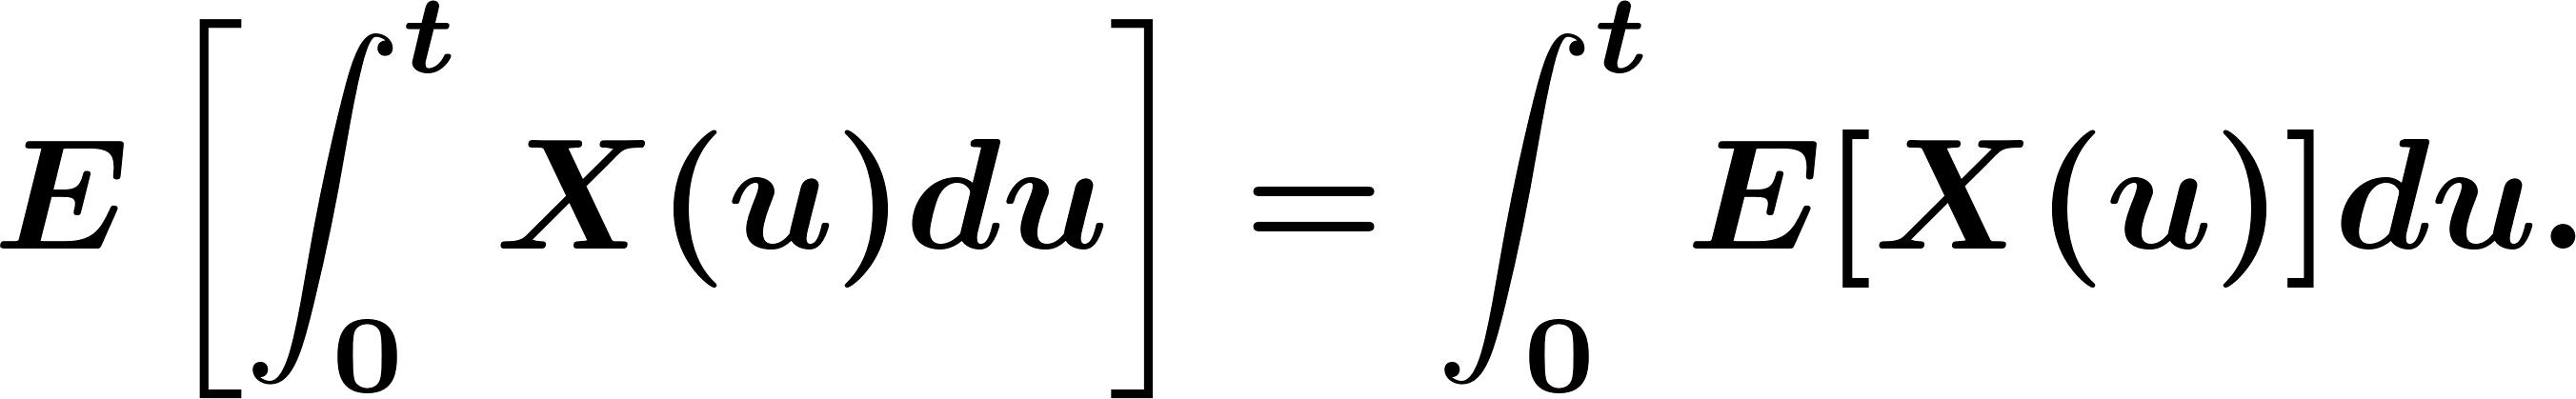 E[∫₀ᵗ X(u)du] = ∫₀ᵗ E[X(u)]du.